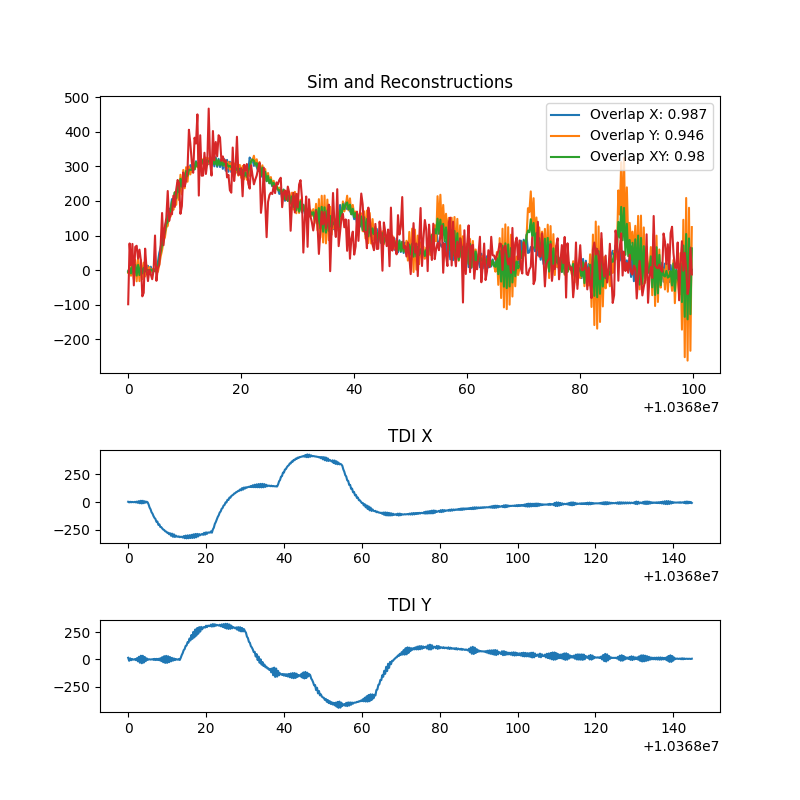 Sim and Reconstructions
500
400
300
200
100
0
−100
−200
Overlap X: 0.987
Overlap Y: 0.946
Overlap XY: 0.98
0 20 40 60 80 100
+1.0368e7
TDI X
250
0
−250
0 20 40 60 80 100 120 140
+1.0368e7
TDI Y
250
0
−250
0 20 40 60 80 100 120 140
+1.0368e7